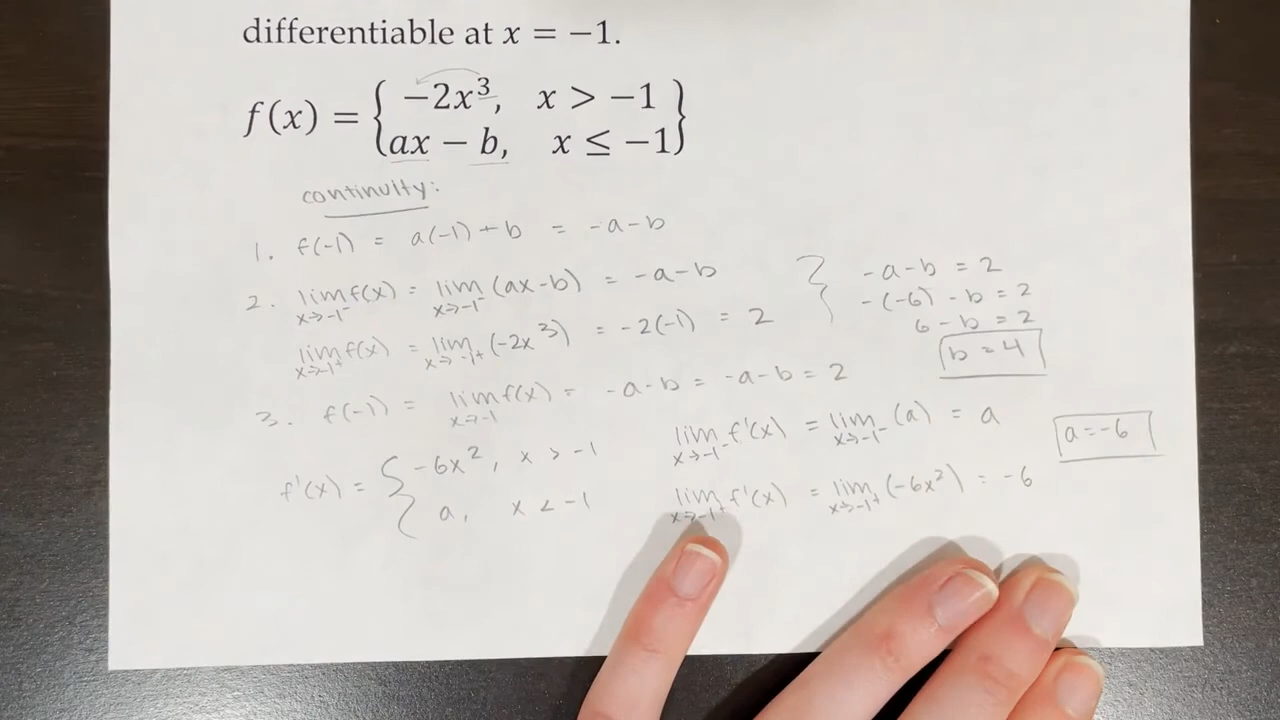 differentiable at x = −1.
f(x) = { −2x³, x > −1
ax − b, x ≤ −1 }
continuity:
1. f(-1) = a(-1) - b = -a-b
2. lim f(x) = lim (ax-b) = -a-b
x→-1⁻ x→-1⁻
lim f(x) = lim (-2x³) = -2(-1) = 2
x→-1⁺ x→-1⁺
} -a-b = 2
-(-6) - b = 2
6 - b = 2
b = 4
3. f(-1) = lim f(x) = -a-b = -a-b = 2
x→-1
f'(x) = { -6x², x > -1
a, x < -1
lim f'(x) = lim (a) = a
x→-1⁻ x→-1⁻
a = -6
lim f'(x) = lim (-6x²) = -6
x→-1⁺ x→-1⁺